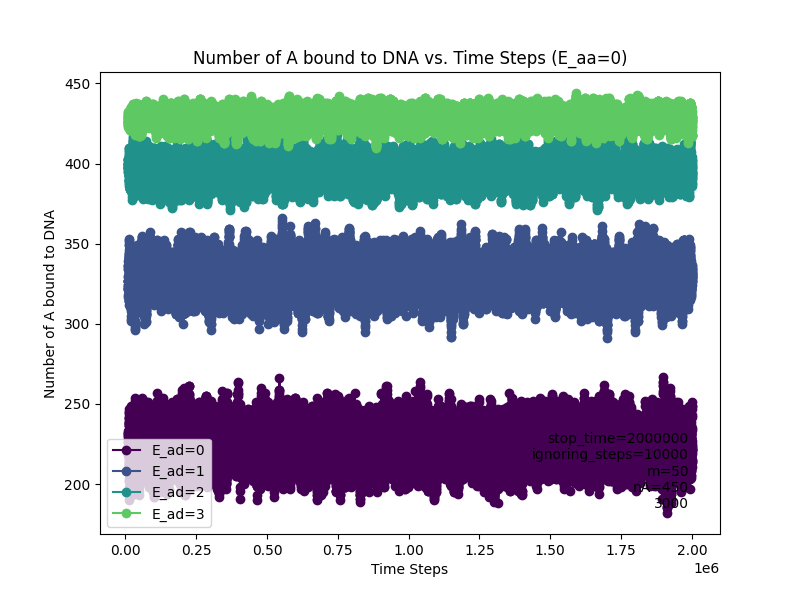 Number of A bound to DNA vs. Time Steps (E_aa=0)
Number of A bound to DNA
450
400
350
300
250
200
E_ad=0
E_ad=1
E_ad=2
E_ad=3
stop_time=2000000
ignoring_steps=10000
m=50
nA=450
3000
0.00 0.25 0.50 0.75 1.00 1.25 1.50 1.75 2.00
1e6
Time Steps